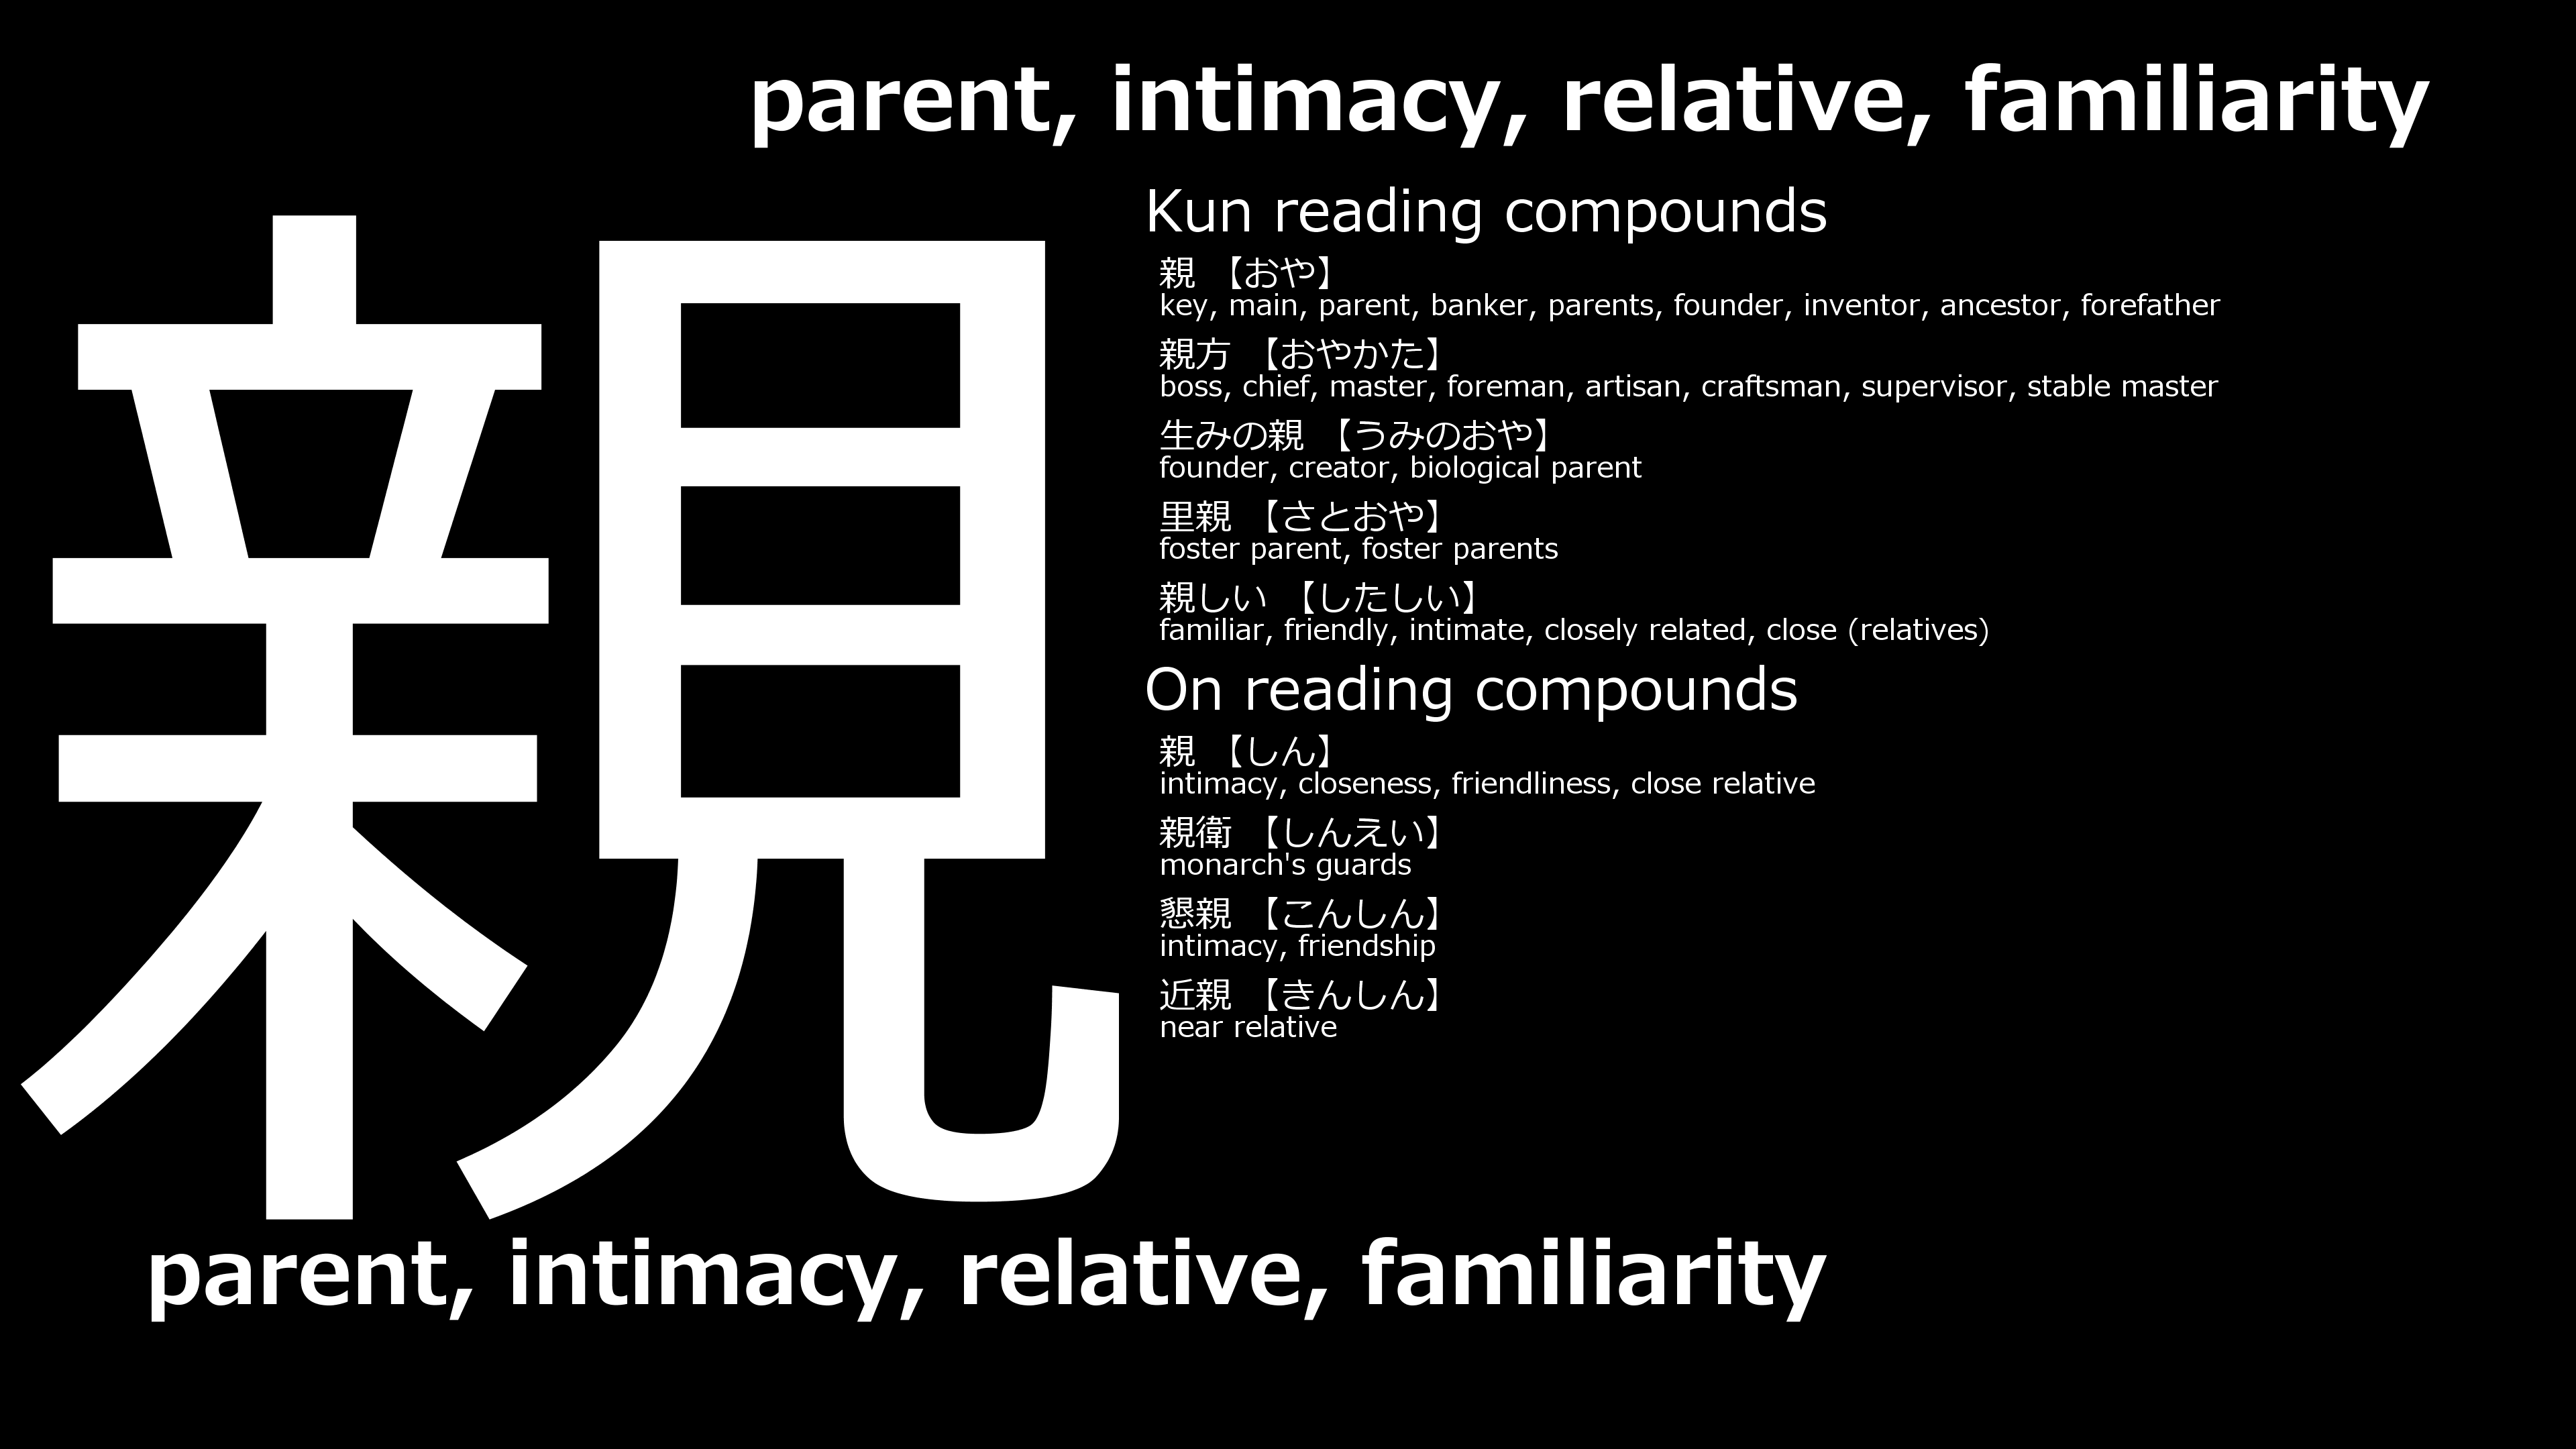 parent, intimacy, relative, familiarity
親
Kun reading compounds
親 【おや】
key, main, parent, banker, parents, founder, inventor, ancestor, forefather
親方 【おやかた】
boss, chief, master, foreman, artisan, craftsman, supervisor, stable master
生みの親 【うみのおや】
founder, creator, biological parent
里親 【さとおや】
foster parent, foster parents
親しい 【したしい】
familiar, friendly, intimate, closely related, close (relatives)
On reading compounds
親 【しん】
intimacy, closeness, friendliness, close relative
親衛 【しんえい】
monarch's guards
懇親 【こんしん】
intimacy, friendship
近親 【きんしん】
near relative
parent, intimacy, relative, familiarity